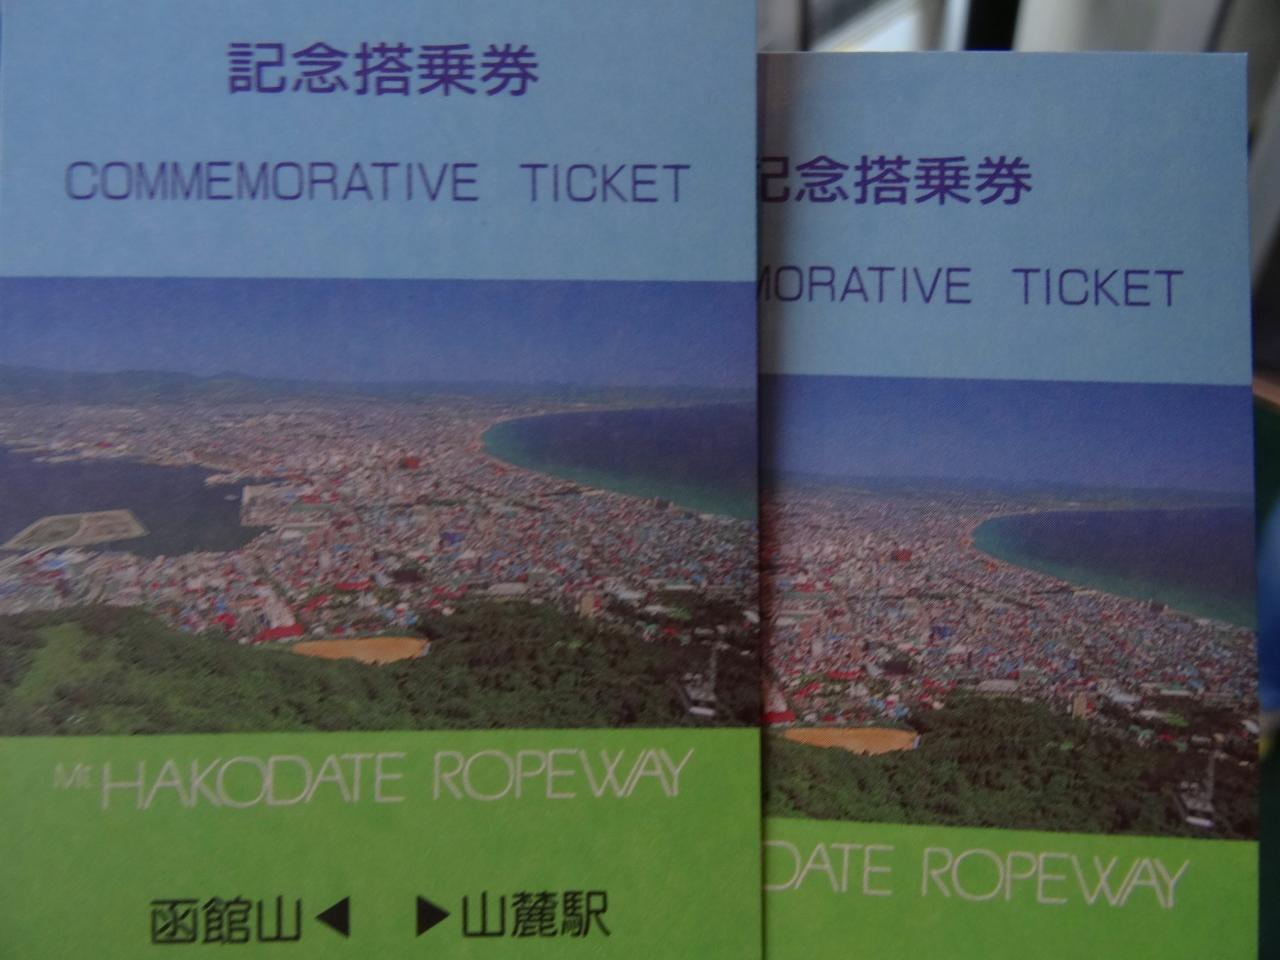 記念搭乗券
COMMEMORATIVE TICKET
Mt. HAKODATE ROPEWAY
函館山◀ ▶山麓駅
記念搭乗券
MORATIVE TICKET
DATE ROPEWAY